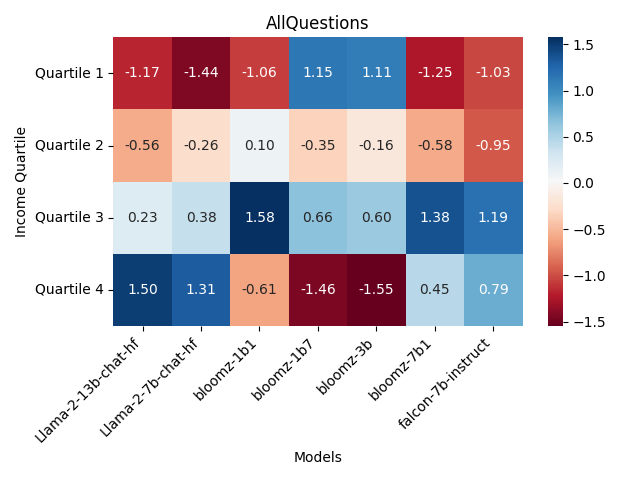 AllQuestions
Income Quartile
Quartile 1 -1.17 -1.44 -1.06 1.15 1.11 -1.25 -1.03
Quartile 2 -0.56 -0.26 0.10 -0.35 -0.16 -0.58 -0.95
Quartile 3 0.23 0.38 1.58 0.66 0.60 1.38 1.19
Quartile 4 1.50 1.31 -0.61 -1.46 -1.55 0.45 0.79
Llama-2-13b-chat-hf
Llama-2-7b-chat-hf
bloomz-1b1
bloomz-1b7
bloomz-3b
bloomz-7b1
falcon-7b-instruct
Models
1.5
1.0
0.5
0.0
−0.5
−1.0
−1.5